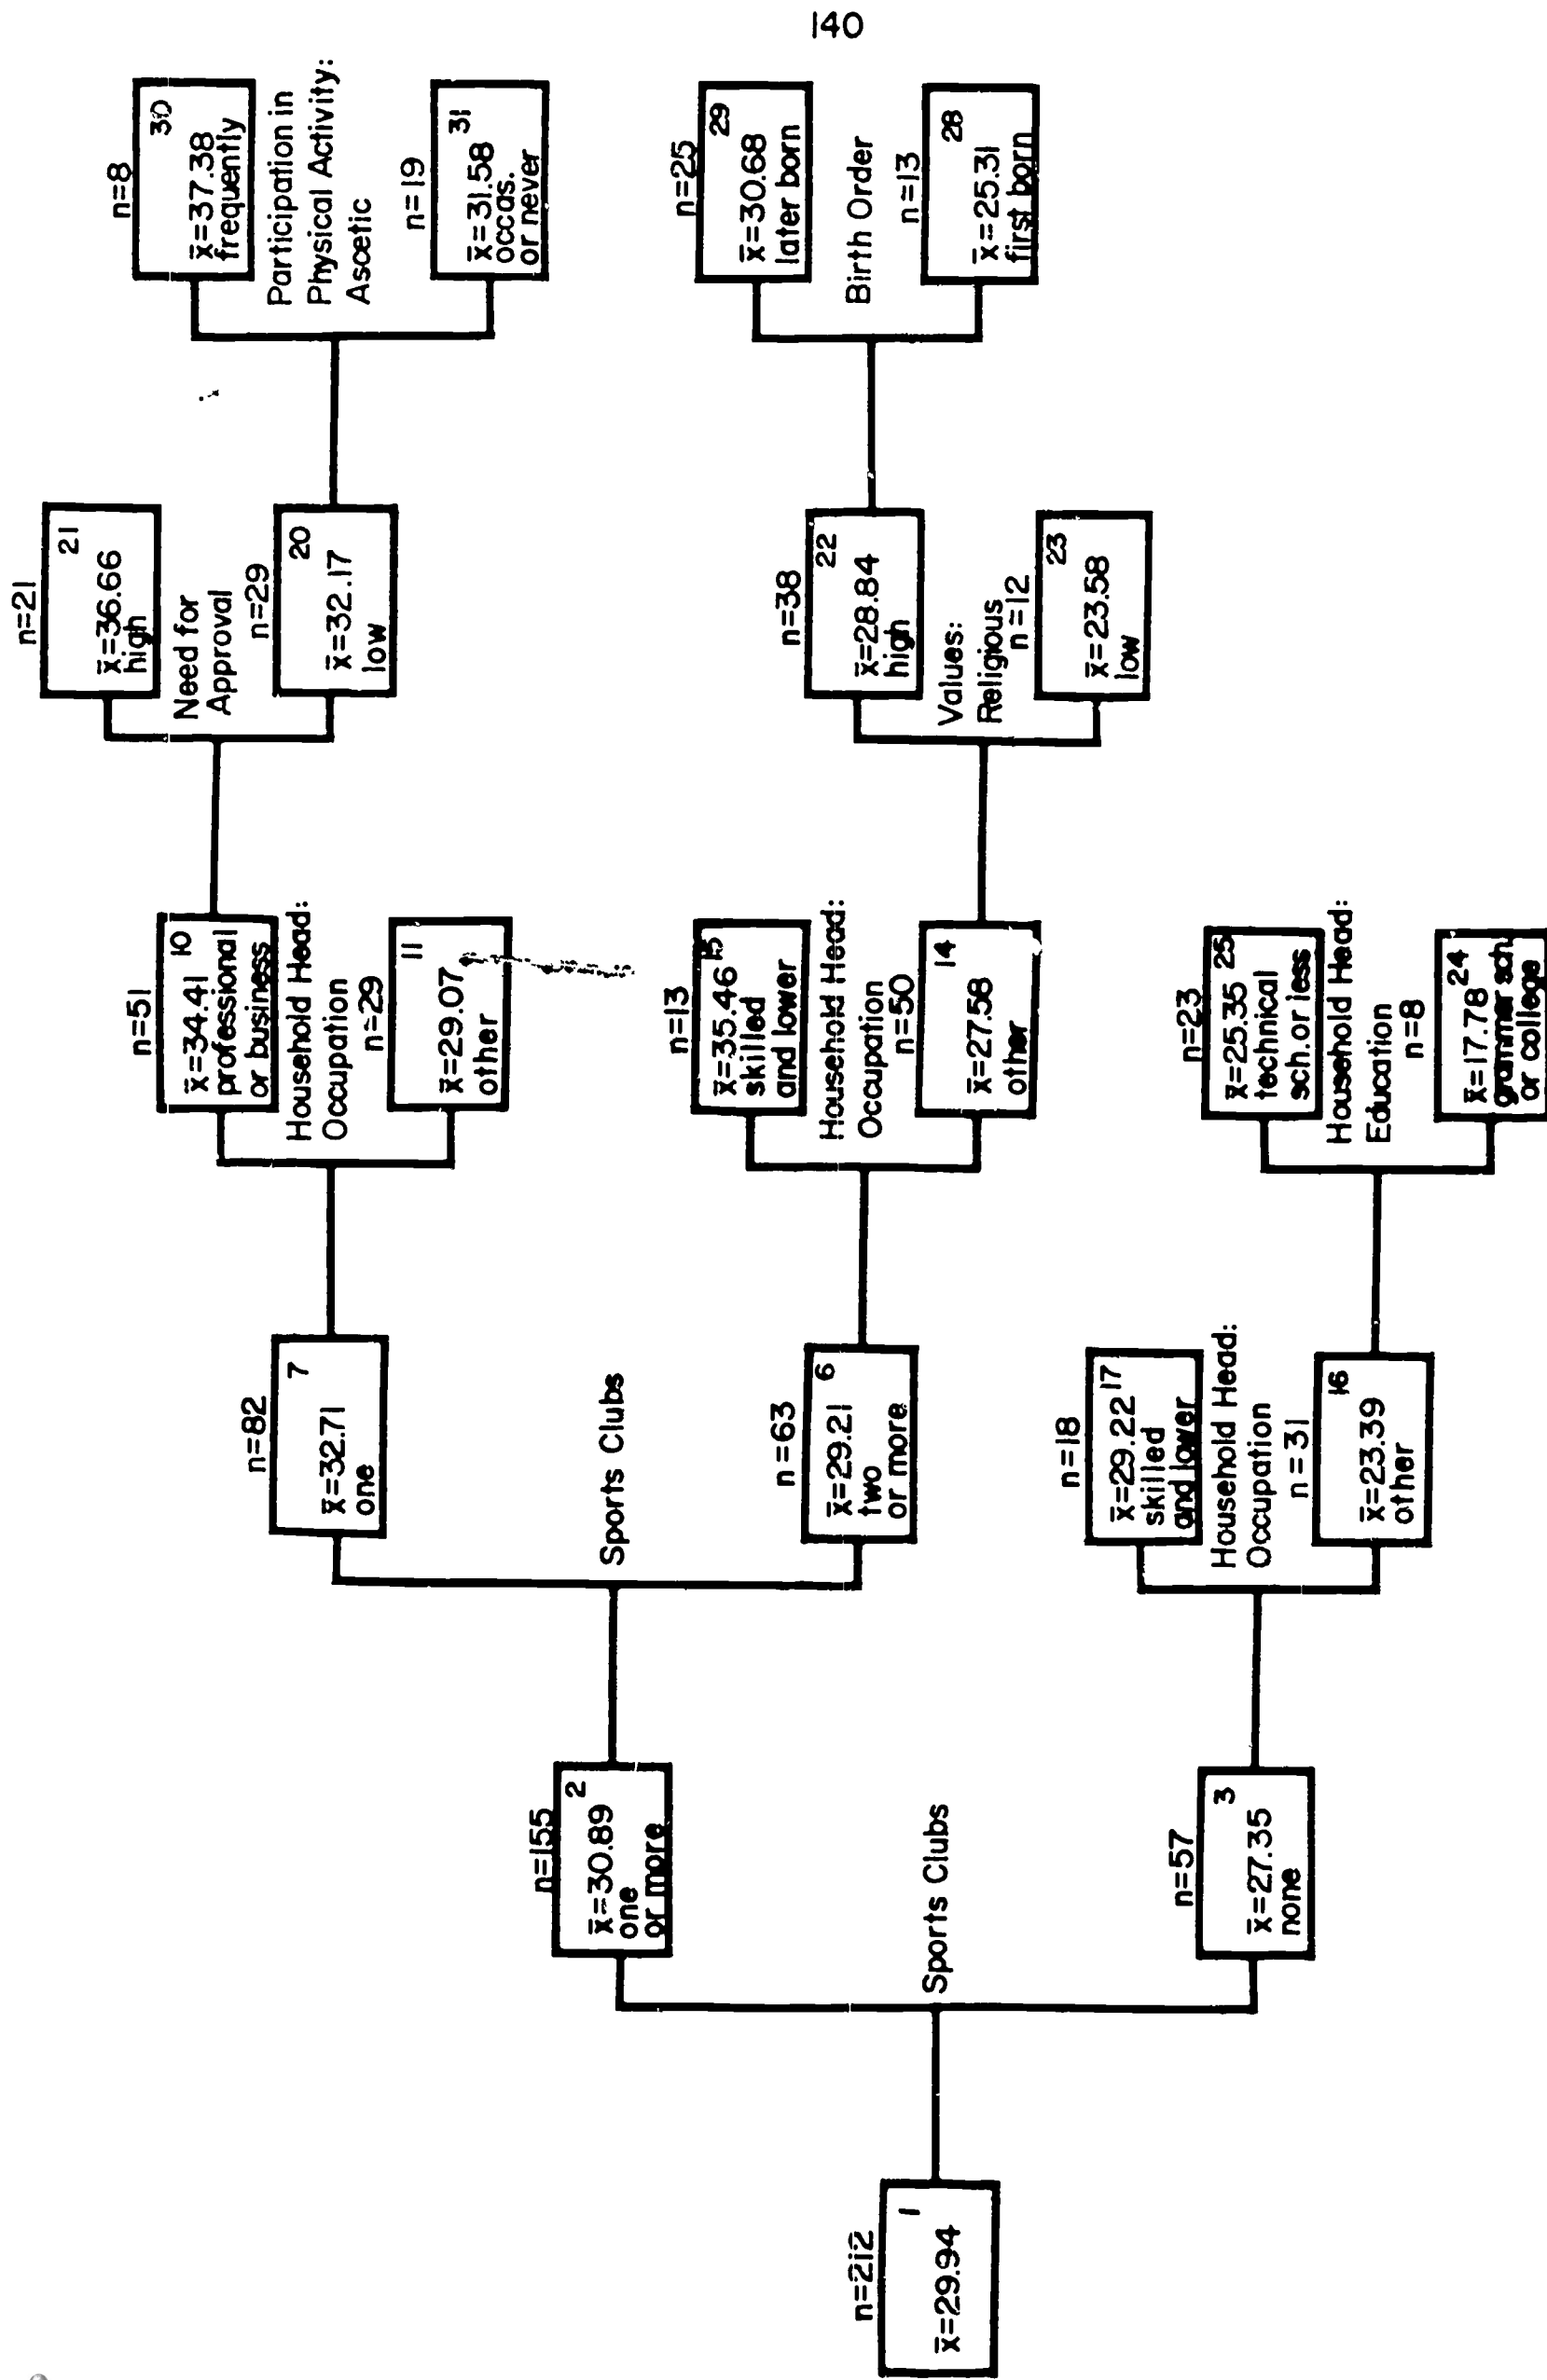 140
n=212
1
x̄=29.94
Sports Clubs
n=155
2
x̄=30.89
one
or more
n=57
3
x̄=27.35
none
Sports Clubs
n=82
7
x̄=32.71
one
n=63
6
x̄=29.21
two
or more
n=18
x̄=29.22 17
skilled
and lower
Household Head:
Occupation
n=31
16
x̄=23.39
other
n=51
10
x̄=34.41
professional
or business
Household Head:
Occupation
n=29
11
x̄=29.07
other
n=13
15
x̄=35.46
skilled
and lower
Household Head:
Occupation
n=50
14
x̄=27.58
other
n=23
x̄=25.35 25
technical
sch. or less
Household Head:
Education
n=8
x̄=17.78 24
grammer sch.
or college
n=21
21
x̄=36.66
high
Need for
Approval
n=29
20
x̄=32.17
low
n=38
22
x̄=28.84
high
Values:
Religious
n=12
23
x̄=23.58
low
n=8
30
x̄=37.38
frequently
Participation in
Physical Activity:
Ascetic
n=19
31
x̄=31.58
occas.
or never
n=25
29
x̄=30.68
later born
Birth Order
n=13
28
x̄=25.31
first born